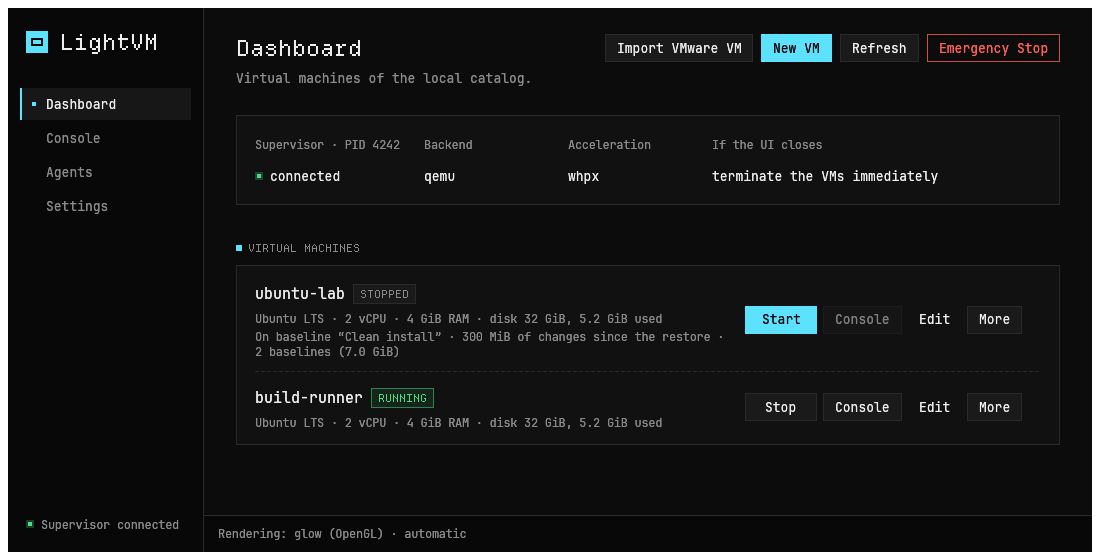 LightVM
Dashboard
Console
Agents
Settings
Supervisor connected
Dashboard
Virtual machines of the local catalog.
Import VMware VM
New VM
Refresh
Emergency Stop
Supervisor · PID 4242
Backend
Acceleration
If the UI closes
connected
qemu
whpx
terminate the VMs immediately
VIRTUAL MACHINES
ubuntu-lab STOPPED
Ubuntu LTS · 2 vCPU · 4 GiB RAM · disk 32 GiB, 5.2 GiB used
On baseline “Clean install” · 300 MiB of changes since the restore ·
2 baselines (7.0 GiB)
Start
Console
Edit
More
build-runner RUNNING
Ubuntu LTS · 2 vCPU · 4 GiB RAM · disk 32 GiB, 5.2 GiB used
Stop
Console
Edit
More
Rendering: glow (OpenGL) · automatic